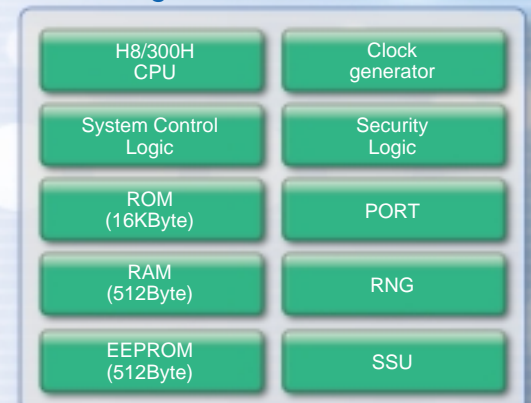 H8/300H
CPU
Clock
generator
System Control
Logic
Security
Logic
ROM
(16KByte)
PORT
RAM
(512Byte)
RNG
EEPROM
(512Byte)
SSU